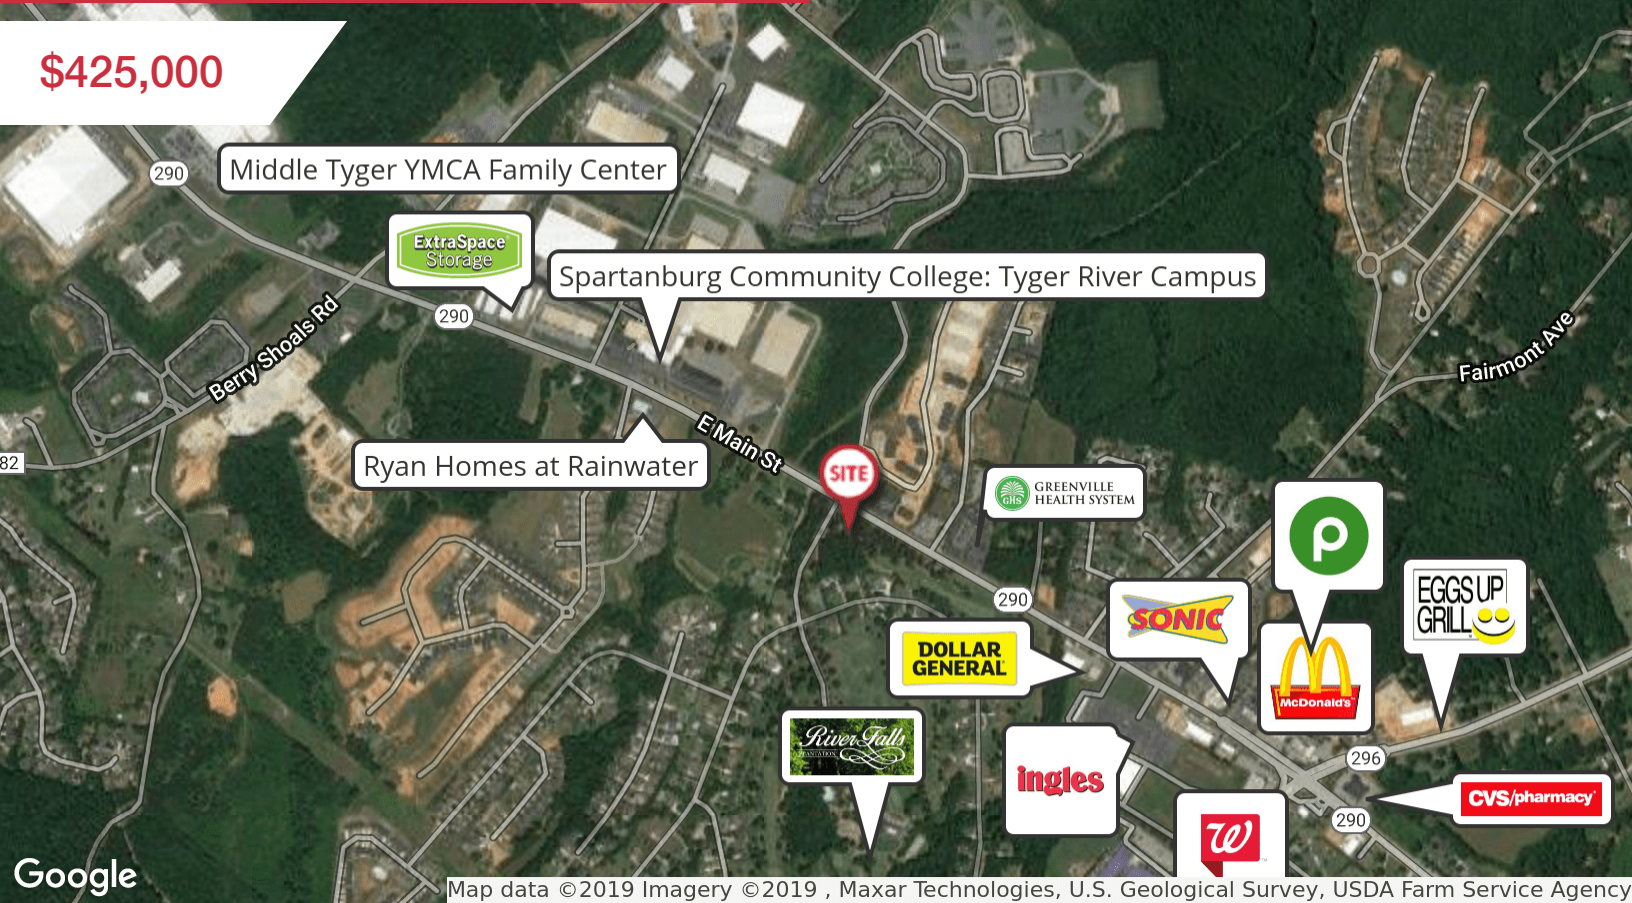 $425,000
290
Middle Tyger YMCA Family Center
ExtraSpace
Storage
Spartanburg Community College: Tyger River Campus
290
Berry Shoals Rd
Fairmont Ave
E Main St
82
Ryan Homes at Rainwater
SITE
GHS
GREENVILLE
HEALTH SYSTEM
p
290
EGGS UP
GRILL
SONIC
DOLLAR
GENERAL
McDonald's
River Falls
PLANTATION
ingles
296
CVS/pharmacy
290
W
Google
Map data ©2019 Imagery ©2019 , Maxar Technologies, U.S. Geological Survey, USDA Farm Service Agency